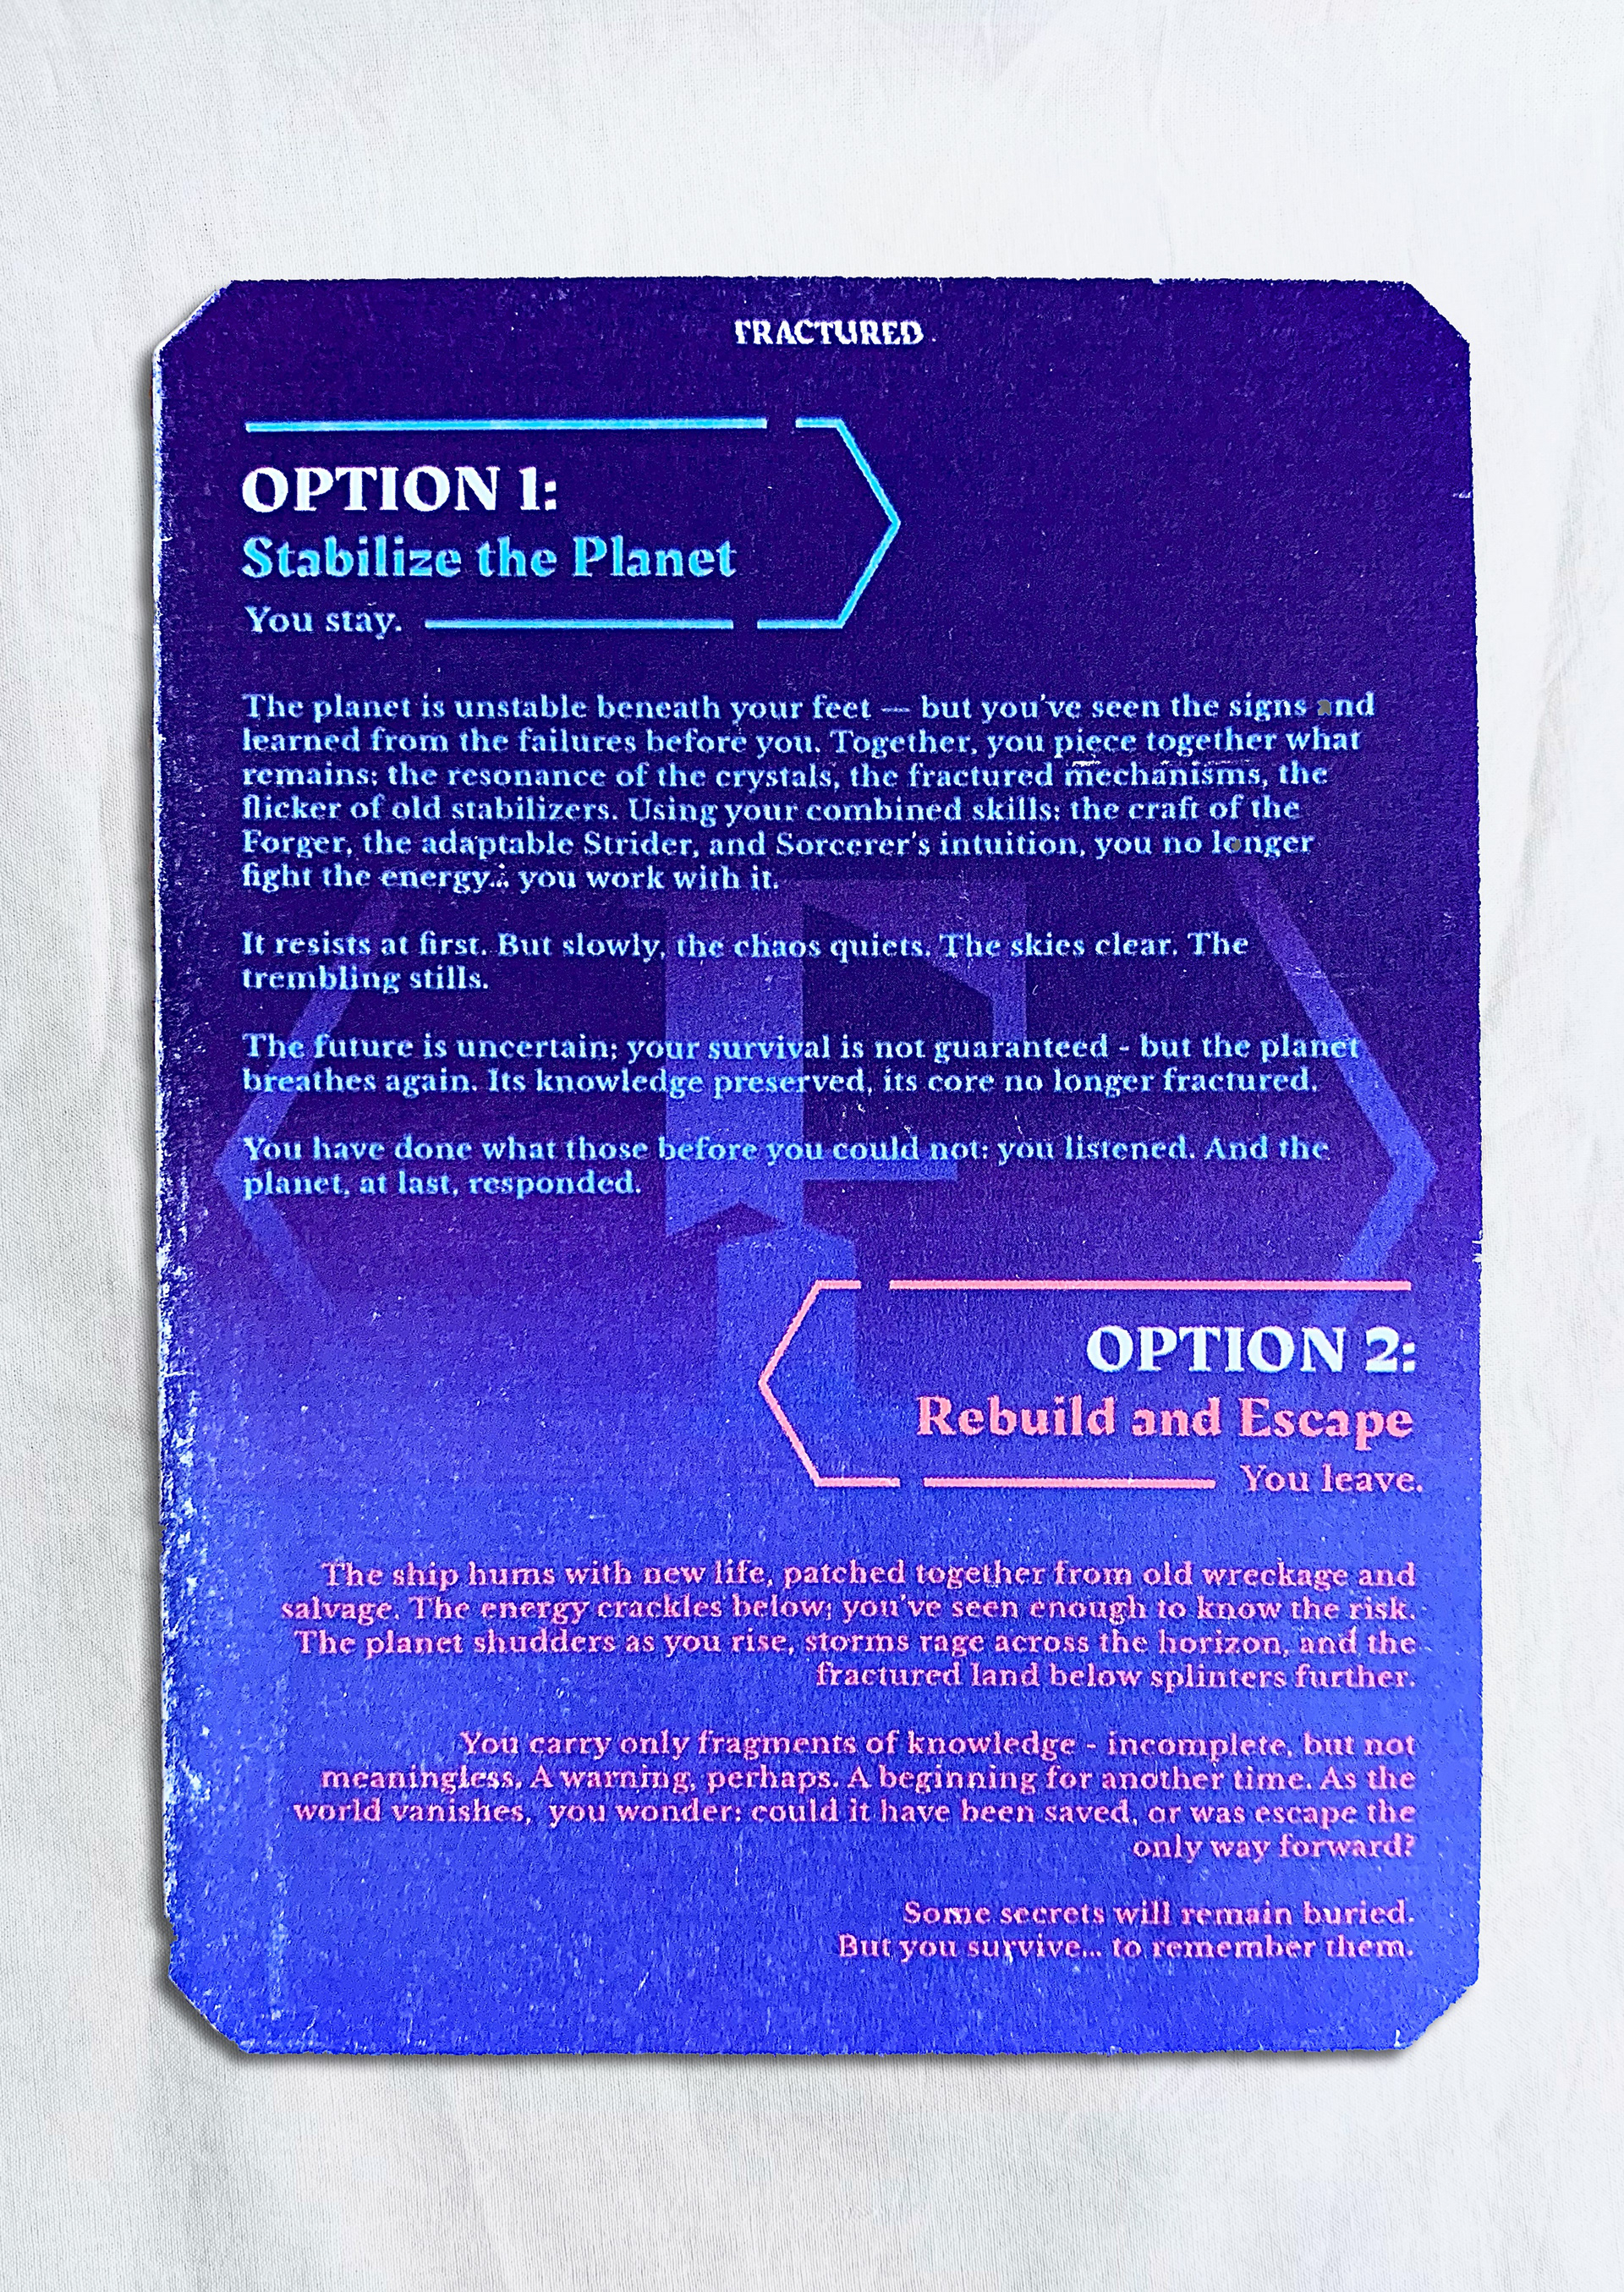 FRACTURED
OPTION 1:
Stabilize the Planet
You stay.
The planet is unstable beneath your feet — but you've seen the signs and
learned from the failures before you. Together, you piece together what
remains: the resonance of the crystals, the fractured mechanisms, the
flicker of old stabilizers. Using your combined skills: the craft of the
Forger, the adaptable Strider, and Sorcerer's intuition, you no longer
fight the energy... you work with it.
It resists at first. But slowly, the chaos quiets. The skies clear. The
trembling stills.
The future is uncertain; your survival is not guaranteed - but the planet
breathes again. Its knowledge preserved, its core no longer fractured.
You have done what those before you could not: you listened. And the
planet, at last, responded.
OPTION 2:
Rebuild and Escape
You leave.
The ship hums with new life, patched together from old wreckage and
salvage. The energy crackles below; you've seen enough to know the risk.
The planet shudders as you rise, storms rage across the horizon, and the
fractured land below splinters further.
You carry only fragments of knowledge - incomplete, but not
meaningless. A warning, perhaps. A beginning for another time. As the
world vanishes, you wonder: could it have been saved, or was escape the
only way forward?
Some secrets will remain buried.
But you survive... to remember them.